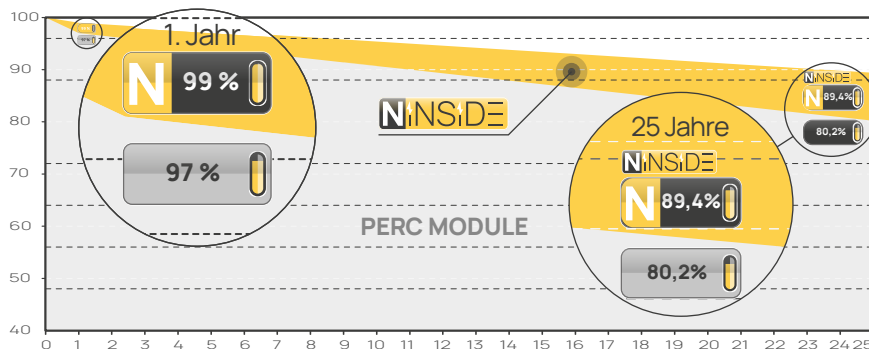 100
90
80
70
60
50
40
0 1 2 3 4 5 6 7 8 9 10 11 12 13 14 15 16 17 18 19 20 21 22 23 24 25
1. Jahr
N 99 %
97 %
NiNSiDE
PERC MODULE
25 Jahre
NiNSiDE
N 89,4%
80,2%
NiNSiDE
N 89,4%
80,2%